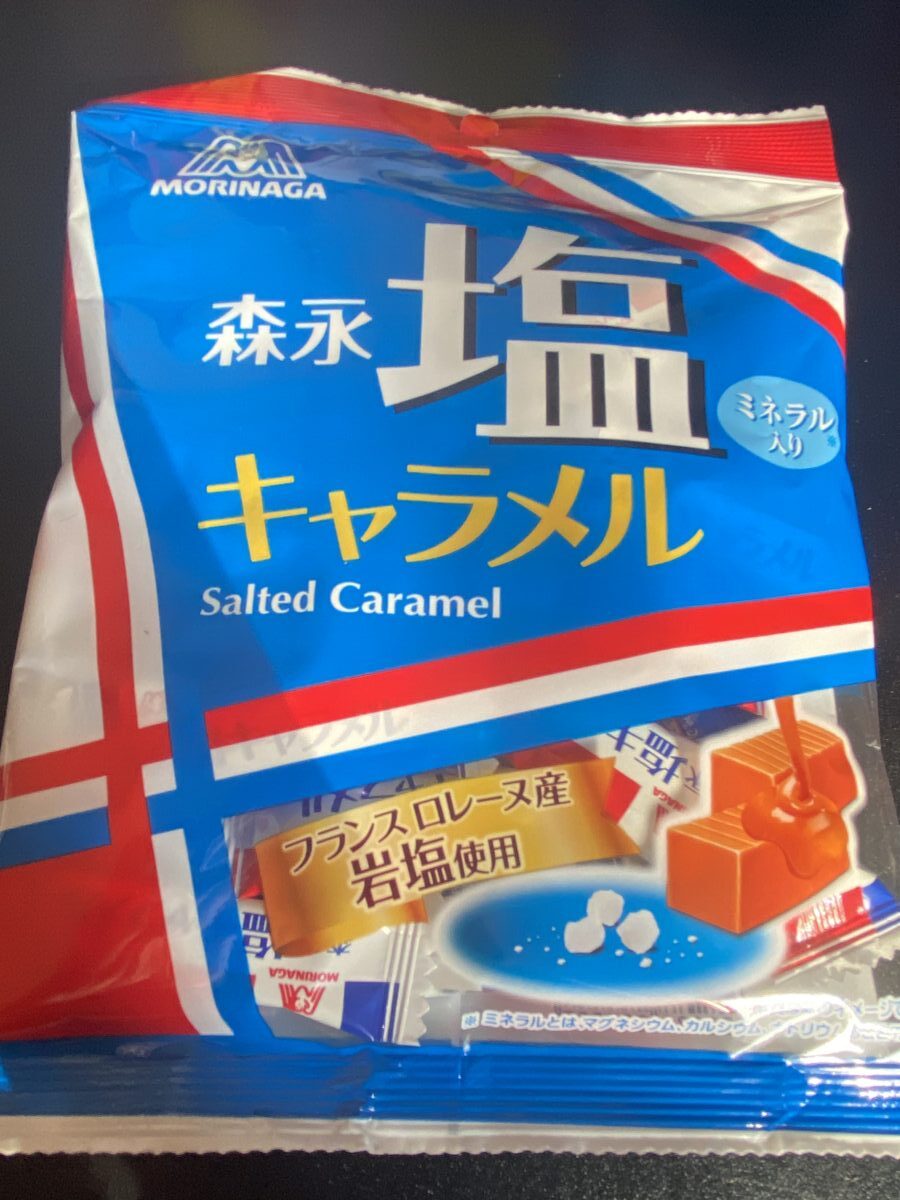 MORINAGA
森永 塩
ミネラル
入り※
キャラメル
Salted Caramel
フランス ロレーヌ産
岩塩使用
MORINAGA
※ミネラルとは、マグネシウム、カルシウム、